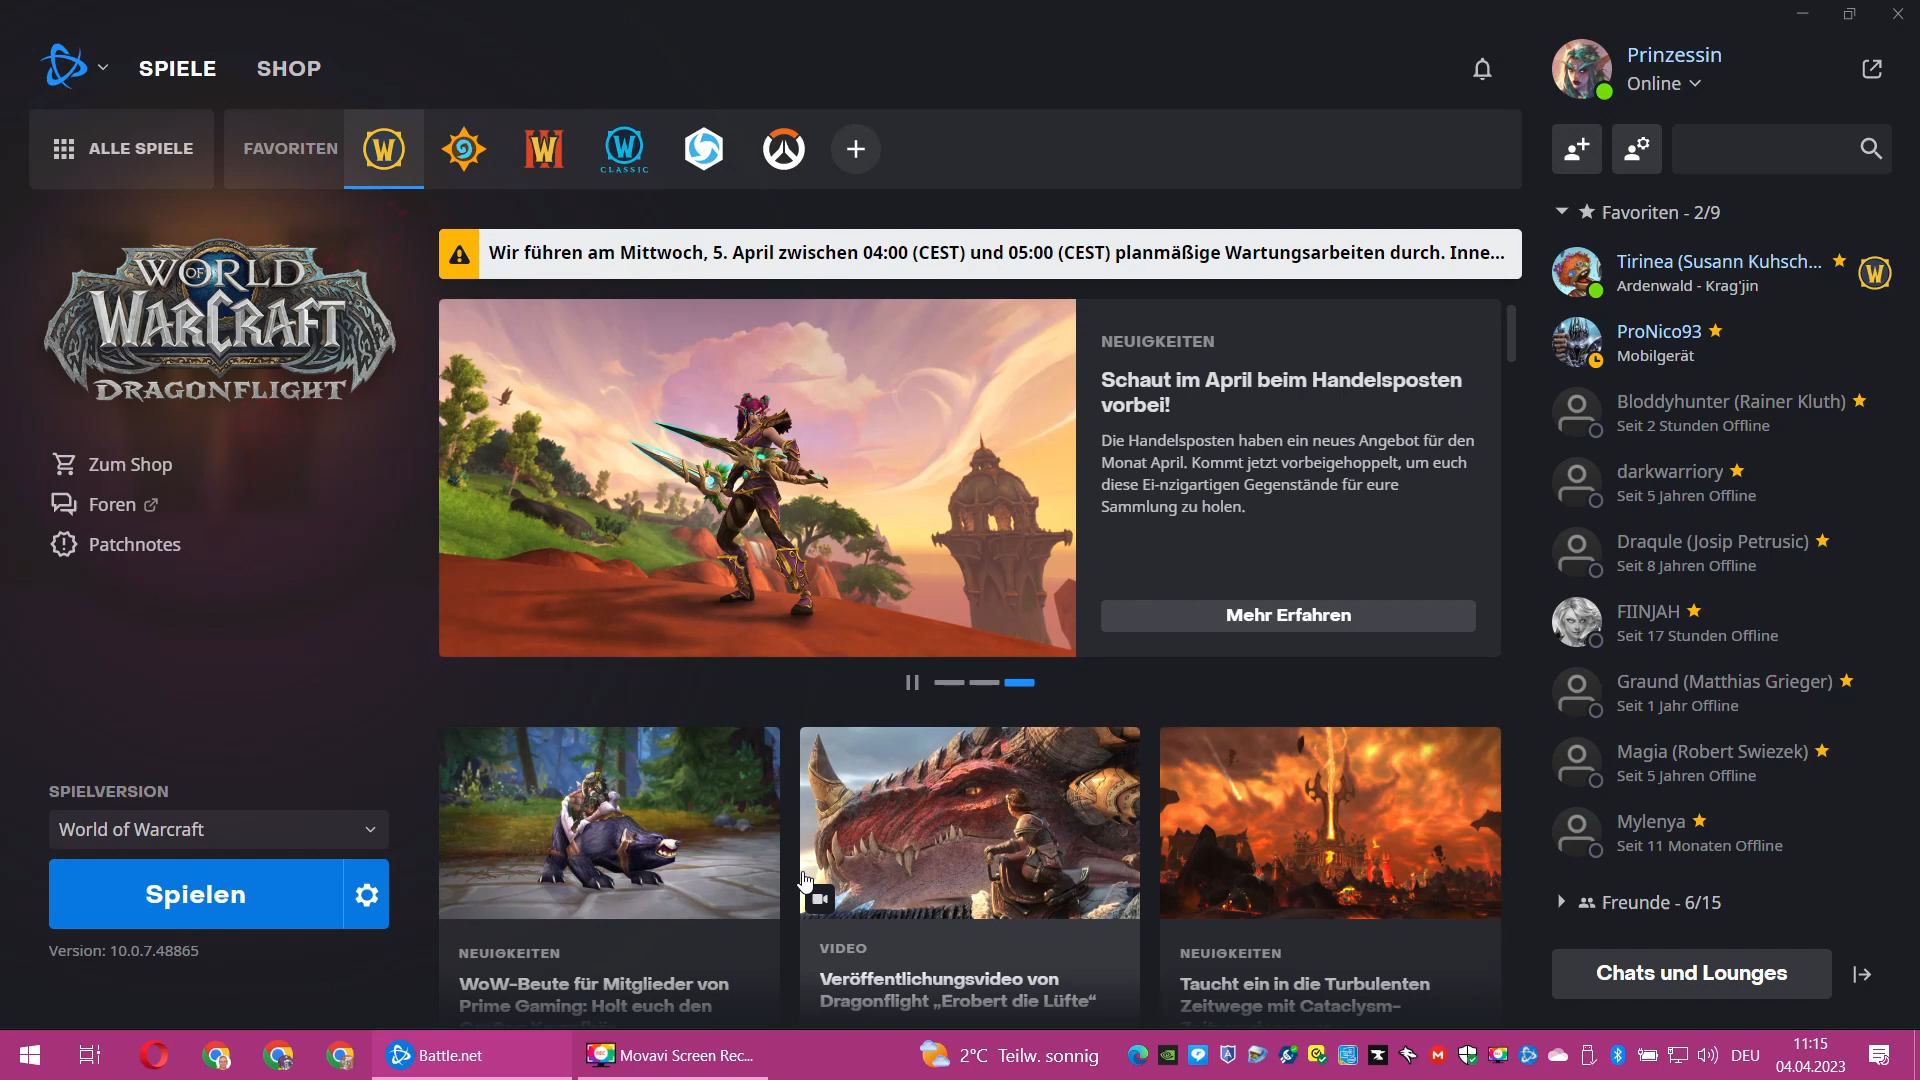 SPIELE
SHOP
Prinzessin
Online
ALLE SPIELE
FAVORITEN
CLASSIC
Favoriten - 2/9
WORLD OF WARCRAFT
DRAGONFLIGHT
Wir führen am Mittwoch, 5. April zwischen 04:00 (CEST) und 05:00 (CEST) planmäßige Wartungsarbeiten durch. Inne...
NEUIGKEITEN
Schaut im April beim Handelsposten
vorbei!
Die Handelsposten haben ein neues Angebot für den
Monat April. Kommt jetzt vorbeigehoppelt, um euch
diese Ei-nzigartigen Gegenstände für eure
Sammlung zu holen.
Mehr Erfahren
Zum Shop
Foren
Patchnotes
SPIELVERSION
World of Warcraft
Spielen
Version: 10.0.7.48865
NEUIGKEITEN
WoW-Beute für Mitglieder von
Prime Gaming: Holt euch den
VIDEO
Veröffentlichungsvideo von
Dragonflight „Erobert die Lüfte“
NEUIGKEITEN
Taucht ein in die Turbulenten
Zeitwege mit Cataclysm-
Tirinea (Susann Kuhsch...
Ardenwald - Krag'jin
ProNico93
Mobilgerät
Bloddyhunter (Rainer Kluth)
Seit 2 Stunden Offline
darkwarriory
Seit 5 Jahren Offline
Draqule (Josip Petrusic)
Seit 8 Jahren Offline
FIINJAH
Seit 17 Stunden Offline
Graund (Matthias Grieger)
Seit 1 Jahr Offline
Magia (Robert Swiezek)
Seit 5 Jahren Offline
Mylenya
Seit 11 Monaten Offline
Freunde - 6/15
Chats und Lounges
Battle.net
Movavi Screen Rec...
2°C Teilw. sonnig
DEU
11:15
04.04.2023